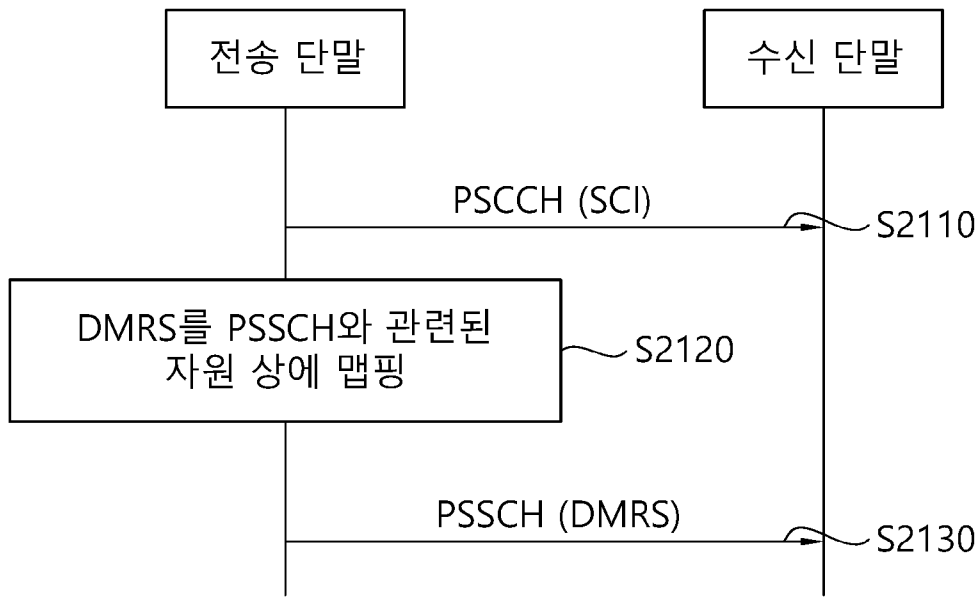 전송 단말
수신 단말
PSCCH (SCI)
S2110
DMRS를 PSSCH와 관련된
자원 상에 맵핑
S2120
PSSCH (DMRS)
S2130